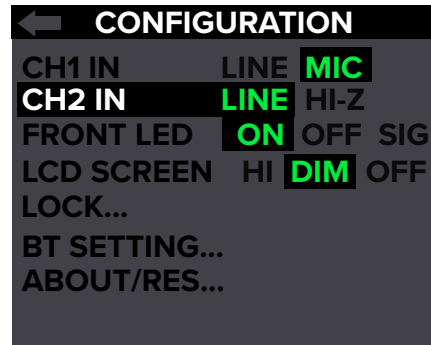 CONFIGURATION
CH1 IN LINE MIC
CH2 IN LINE HI-Z
FRONT LED ON OFF SIG
LCD SCREEN HI DIM OFF
LOCK...
BT SETTING...
ABOUT/RES...